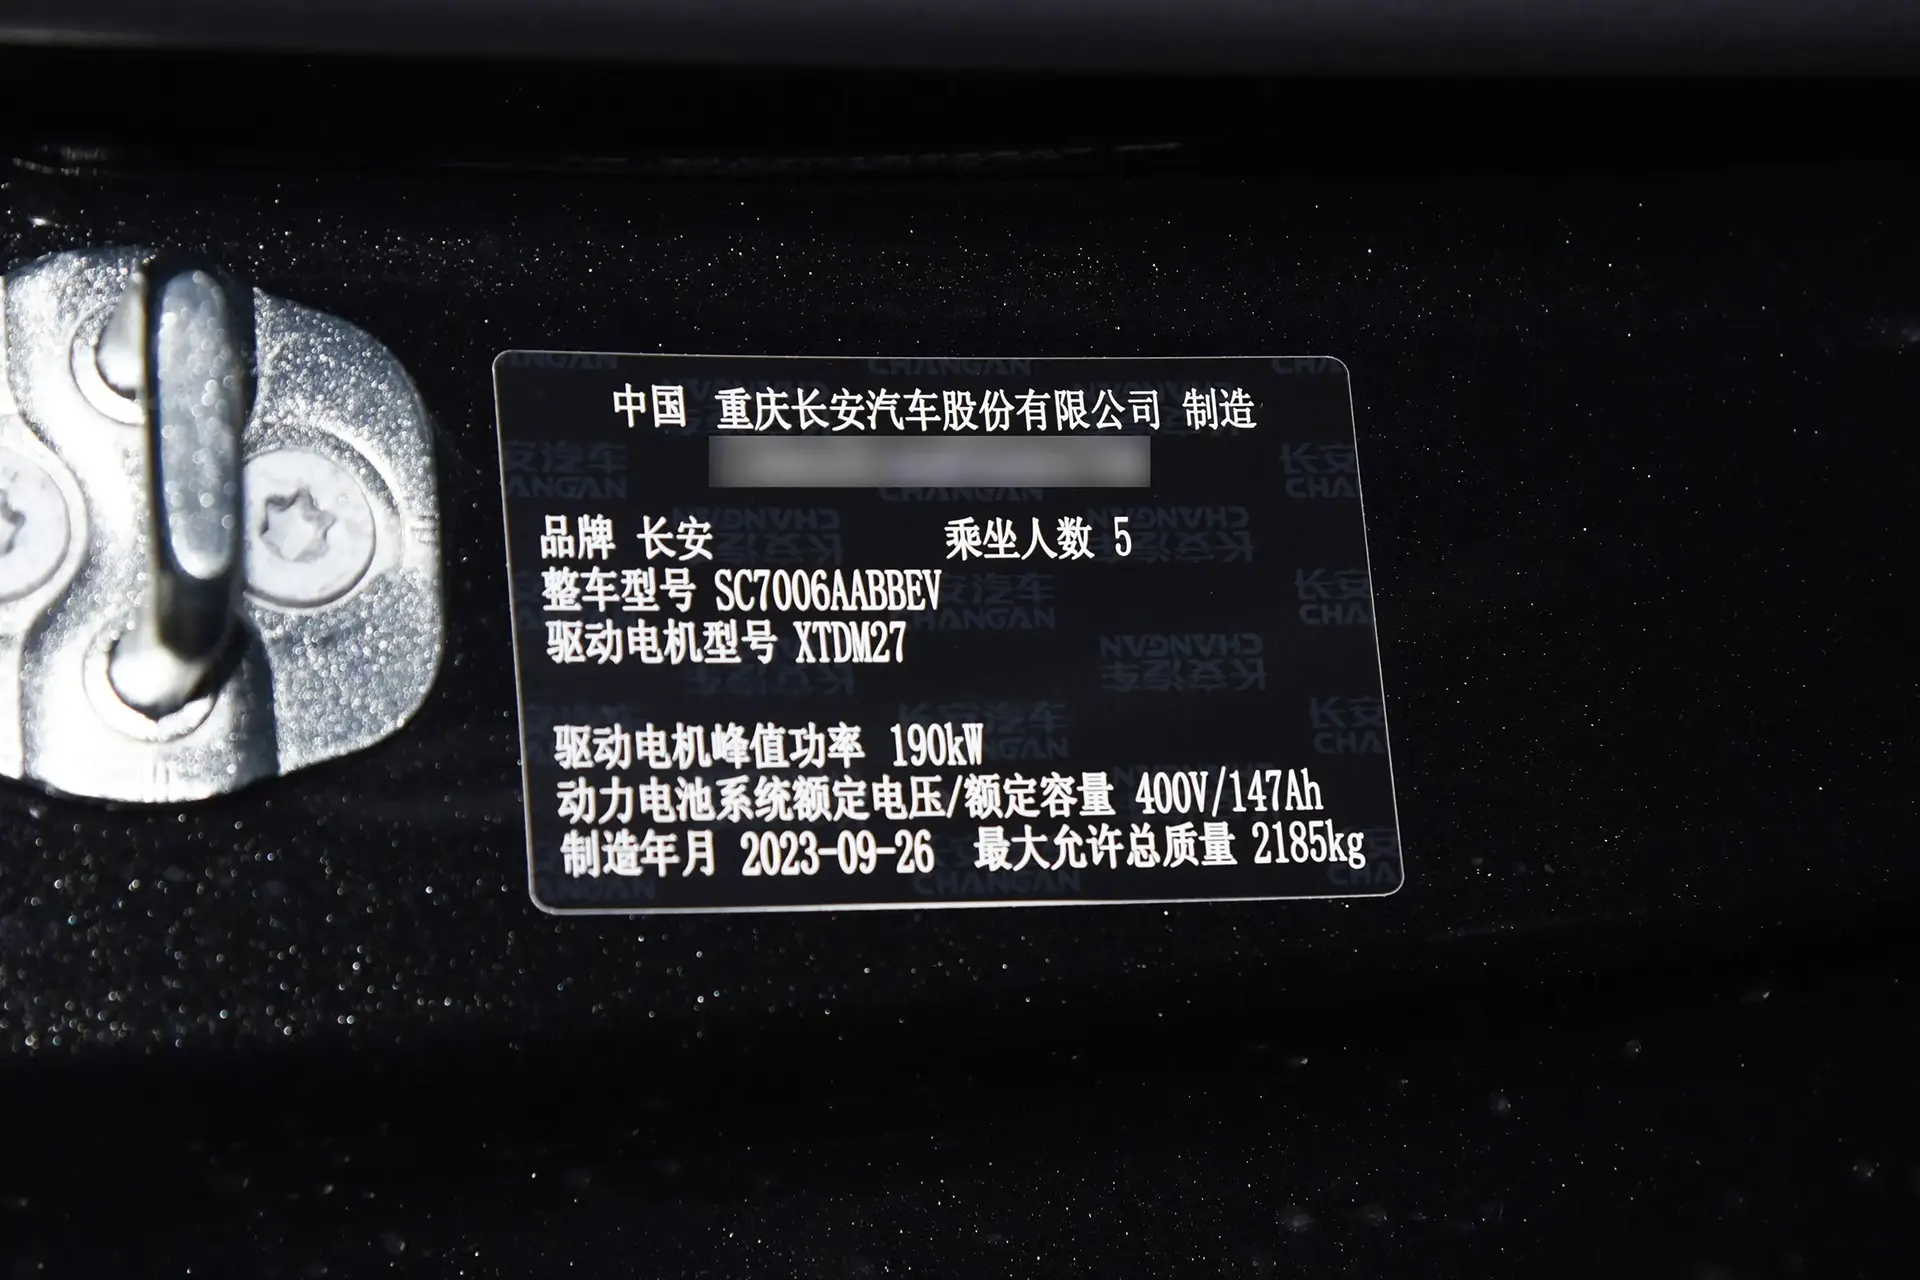 中国 重庆长安汽车股份有限公司 制造
品牌 长安 乘坐人数 5
整车型号 SC7006AABBEV
驱动电机型号 XTDM27
驱动电机峰值功率 190kW
动力电池系统额定电压/额定容量 400V/147Ah
制造年月 2023-09-26 最大允许总质量 2185kg